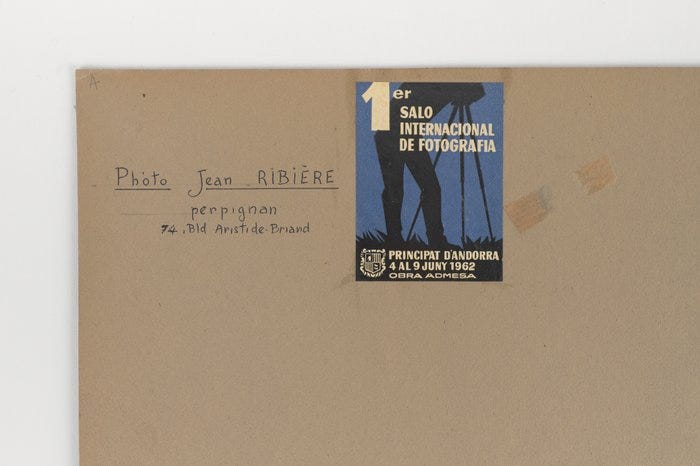 A
Photo Jean RIBIÈRE
perpignan
74, Bld Aristide-Briand
1er
SALO
INTERNACIONAL
DE FOTOGRAFIA
PRINCIPAT D'ANDORRA
4 AL 9 JUNY 1962
OBRA ADMESA